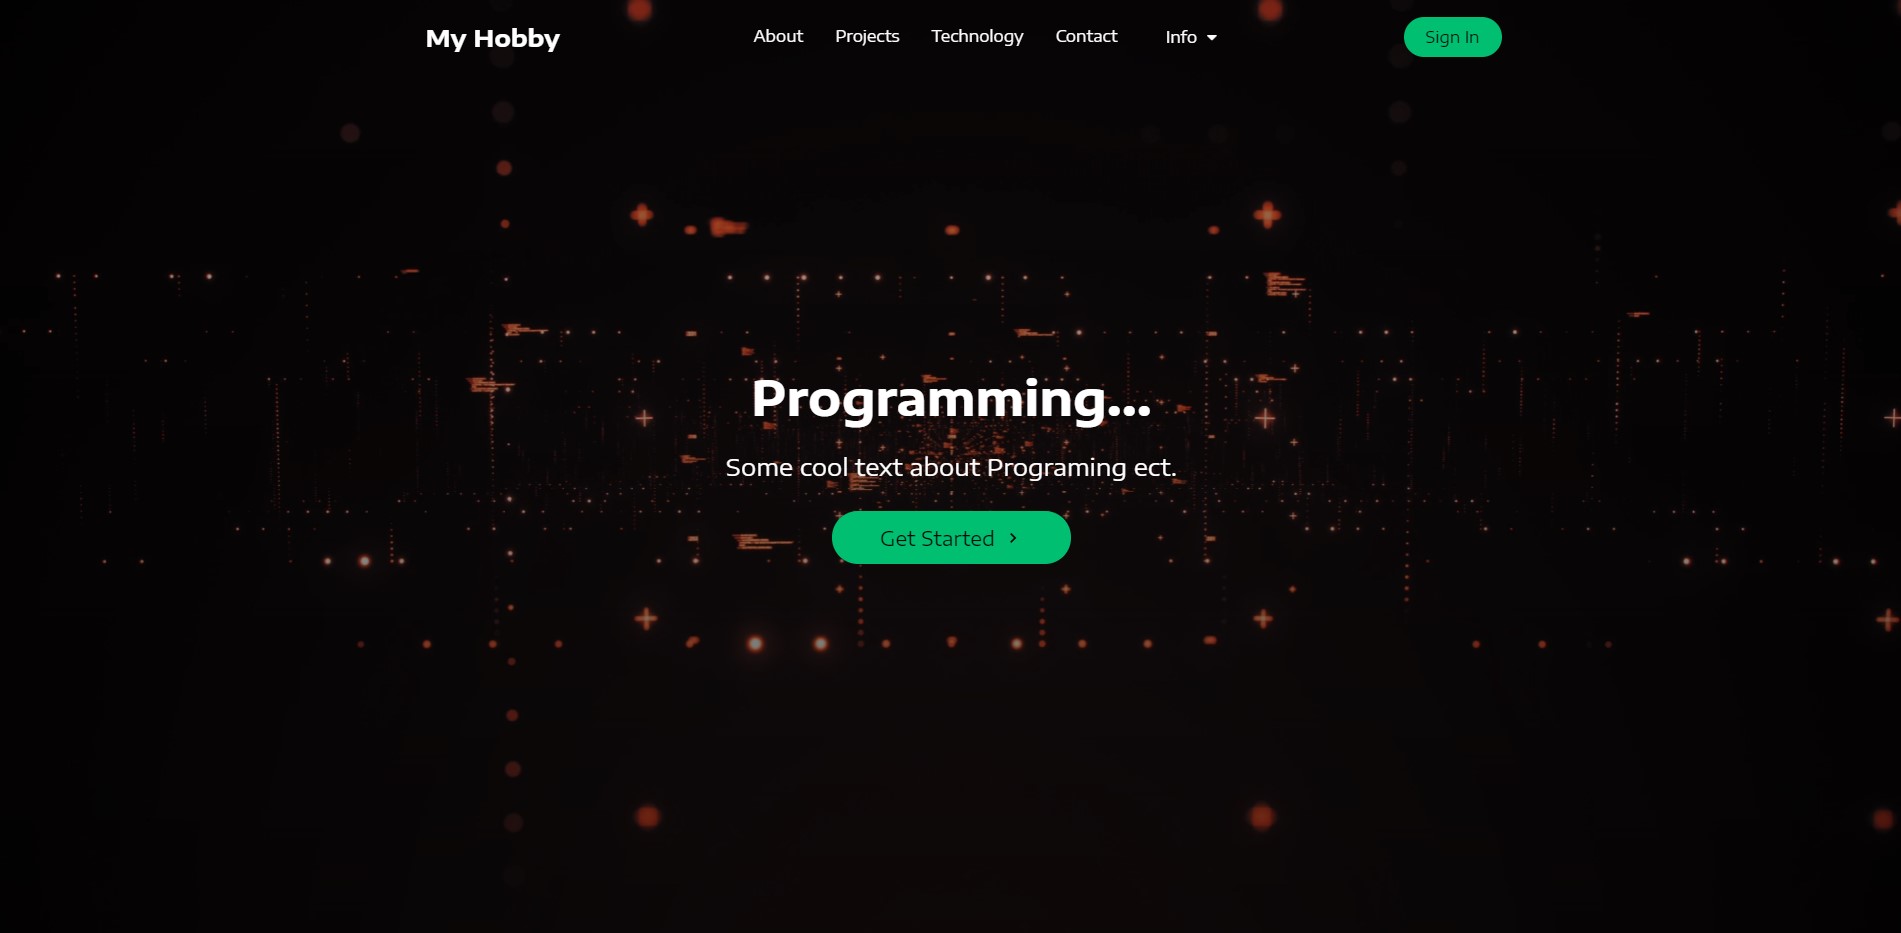 My Hobby About Projects Technology Contact Info Sign In
Programming...
Some cool text about Programing ect.
Get Started